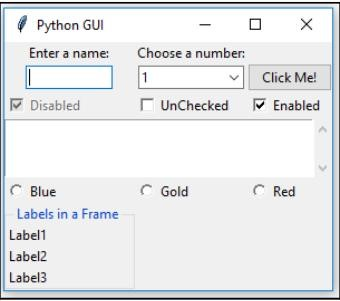 Python GUI
Enter a name: Choose a number:
1 Click Me!
Disabled UnChecked Enabled
Blue Gold Red
Labels in a Frame
Label1
Label2
Label3